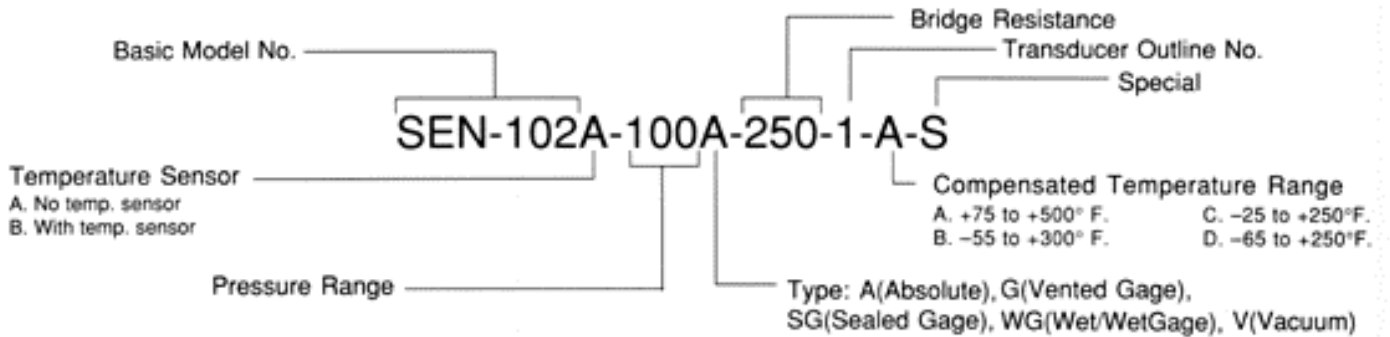 Bridge Resistance
Basic Model No.
Transducer Outline No.
Special
SEN-102A-100A-250-1-A-S
Temperature Sensor
A. No temp. sensor
B. With temp. sensor
Compensated Temperature Range
A. +75 to +500° F. C. –25 to +250°F.
B. –55 to +300° F. D. –65 to +250°F.
Pressure Range
Type: A(Absolute), G(Vented Gage),
SG(Sealed Gage), WG(Wet/WetGage), V(Vacuum)